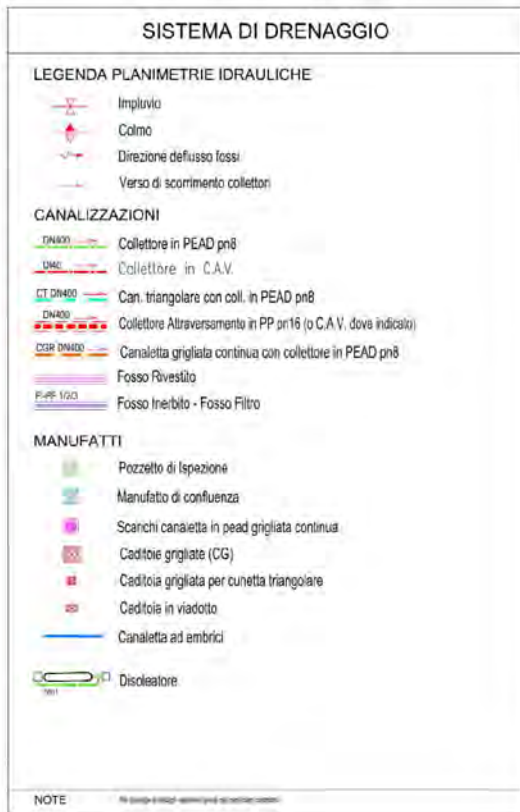 SISTEMA DI DRENAGGIO
LEGENDA PLANIMETRIE IDRAULICHE
Impluvio
Colmo
Direzione deflusso fossi
Verso di scorrimento collettori
CANALIZZAZIONI
DN400 Collettore in PEAD pn8
Collettore in C.A.V.
CT DN400 Can. triangolare con coll. in PEAD pn8
DN400 Collettore Attraversamento in PP pn16 (o C.A.V. dove indicato)
CGR DN400 Canaletta grigliata continua con collettore in PEAD pn8
Fosso Rivestito
Fosso Inerbito - Fosso Filtro
MANUFATTI
Pozzetto di Ispezione
Manufatto di confluenza
Scarichi canaletta in pead grigliata continua
Caditoie grigliate (CG)
Caditoia grigliata per cunetta triangolare
Caditoie in viadotto
Canaletta ad embrici
Disoleatore
NOTE